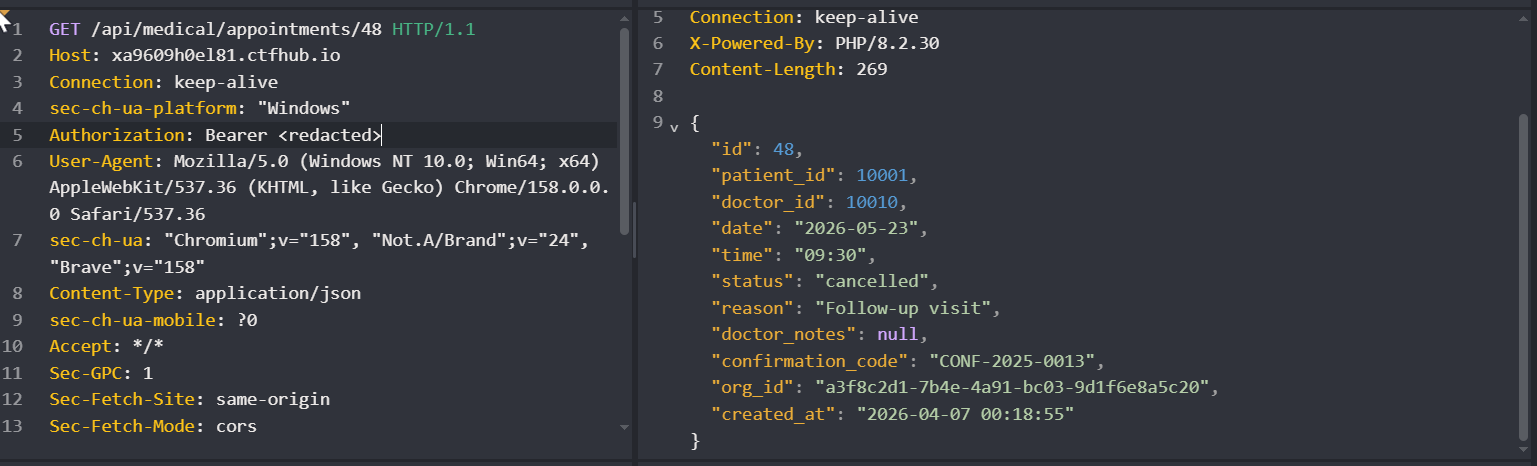 1 GET /api/medical/appointments/48 HTTP/1.1
2 Host: xa9609h0el81.ctfhub.io
3 Connection: keep-alive
4 sec-ch-ua-platform: "Windows"
5 Authorization: Bearer <redacted>
6 User-Agent: Mozilla/5.0 (Windows NT 10.0; Win64; x64)
AppleWebKit/537.36 (KHTML, like Gecko) Chrome/158.0.0.
0 Safari/537.36
7 sec-ch-ua: "Chromium";v="158", "Not.A/Brand";v="24",
"Brave";v="158"
8 Content-Type: application/json
9 sec-ch-ua-mobile: ?0
10 Accept: */*
11 Sec-GPC: 1
12 Sec-Fetch-Site: same-origin
13 Sec-Fetch-Mode: cors
5 Connection: keep-alive
6 X-Powered-By: PHP/8.2.30
7 Content-Length: 269
8
9 {
"id": 48,
"patient_id": 10001,
"doctor_id": 10010,
"date": "2026-05-23",
"time": "09:30",
"status": "cancelled",
"reason": "Follow-up visit",
"doctor_notes": null,
"confirmation_code": "CONF-2025-0013",
"org_id": "a3f8c2d1-7b4e-4a91-bc03-9d1f6e8a5c20",
"created_at": "2026-04-07 00:18:55"
}